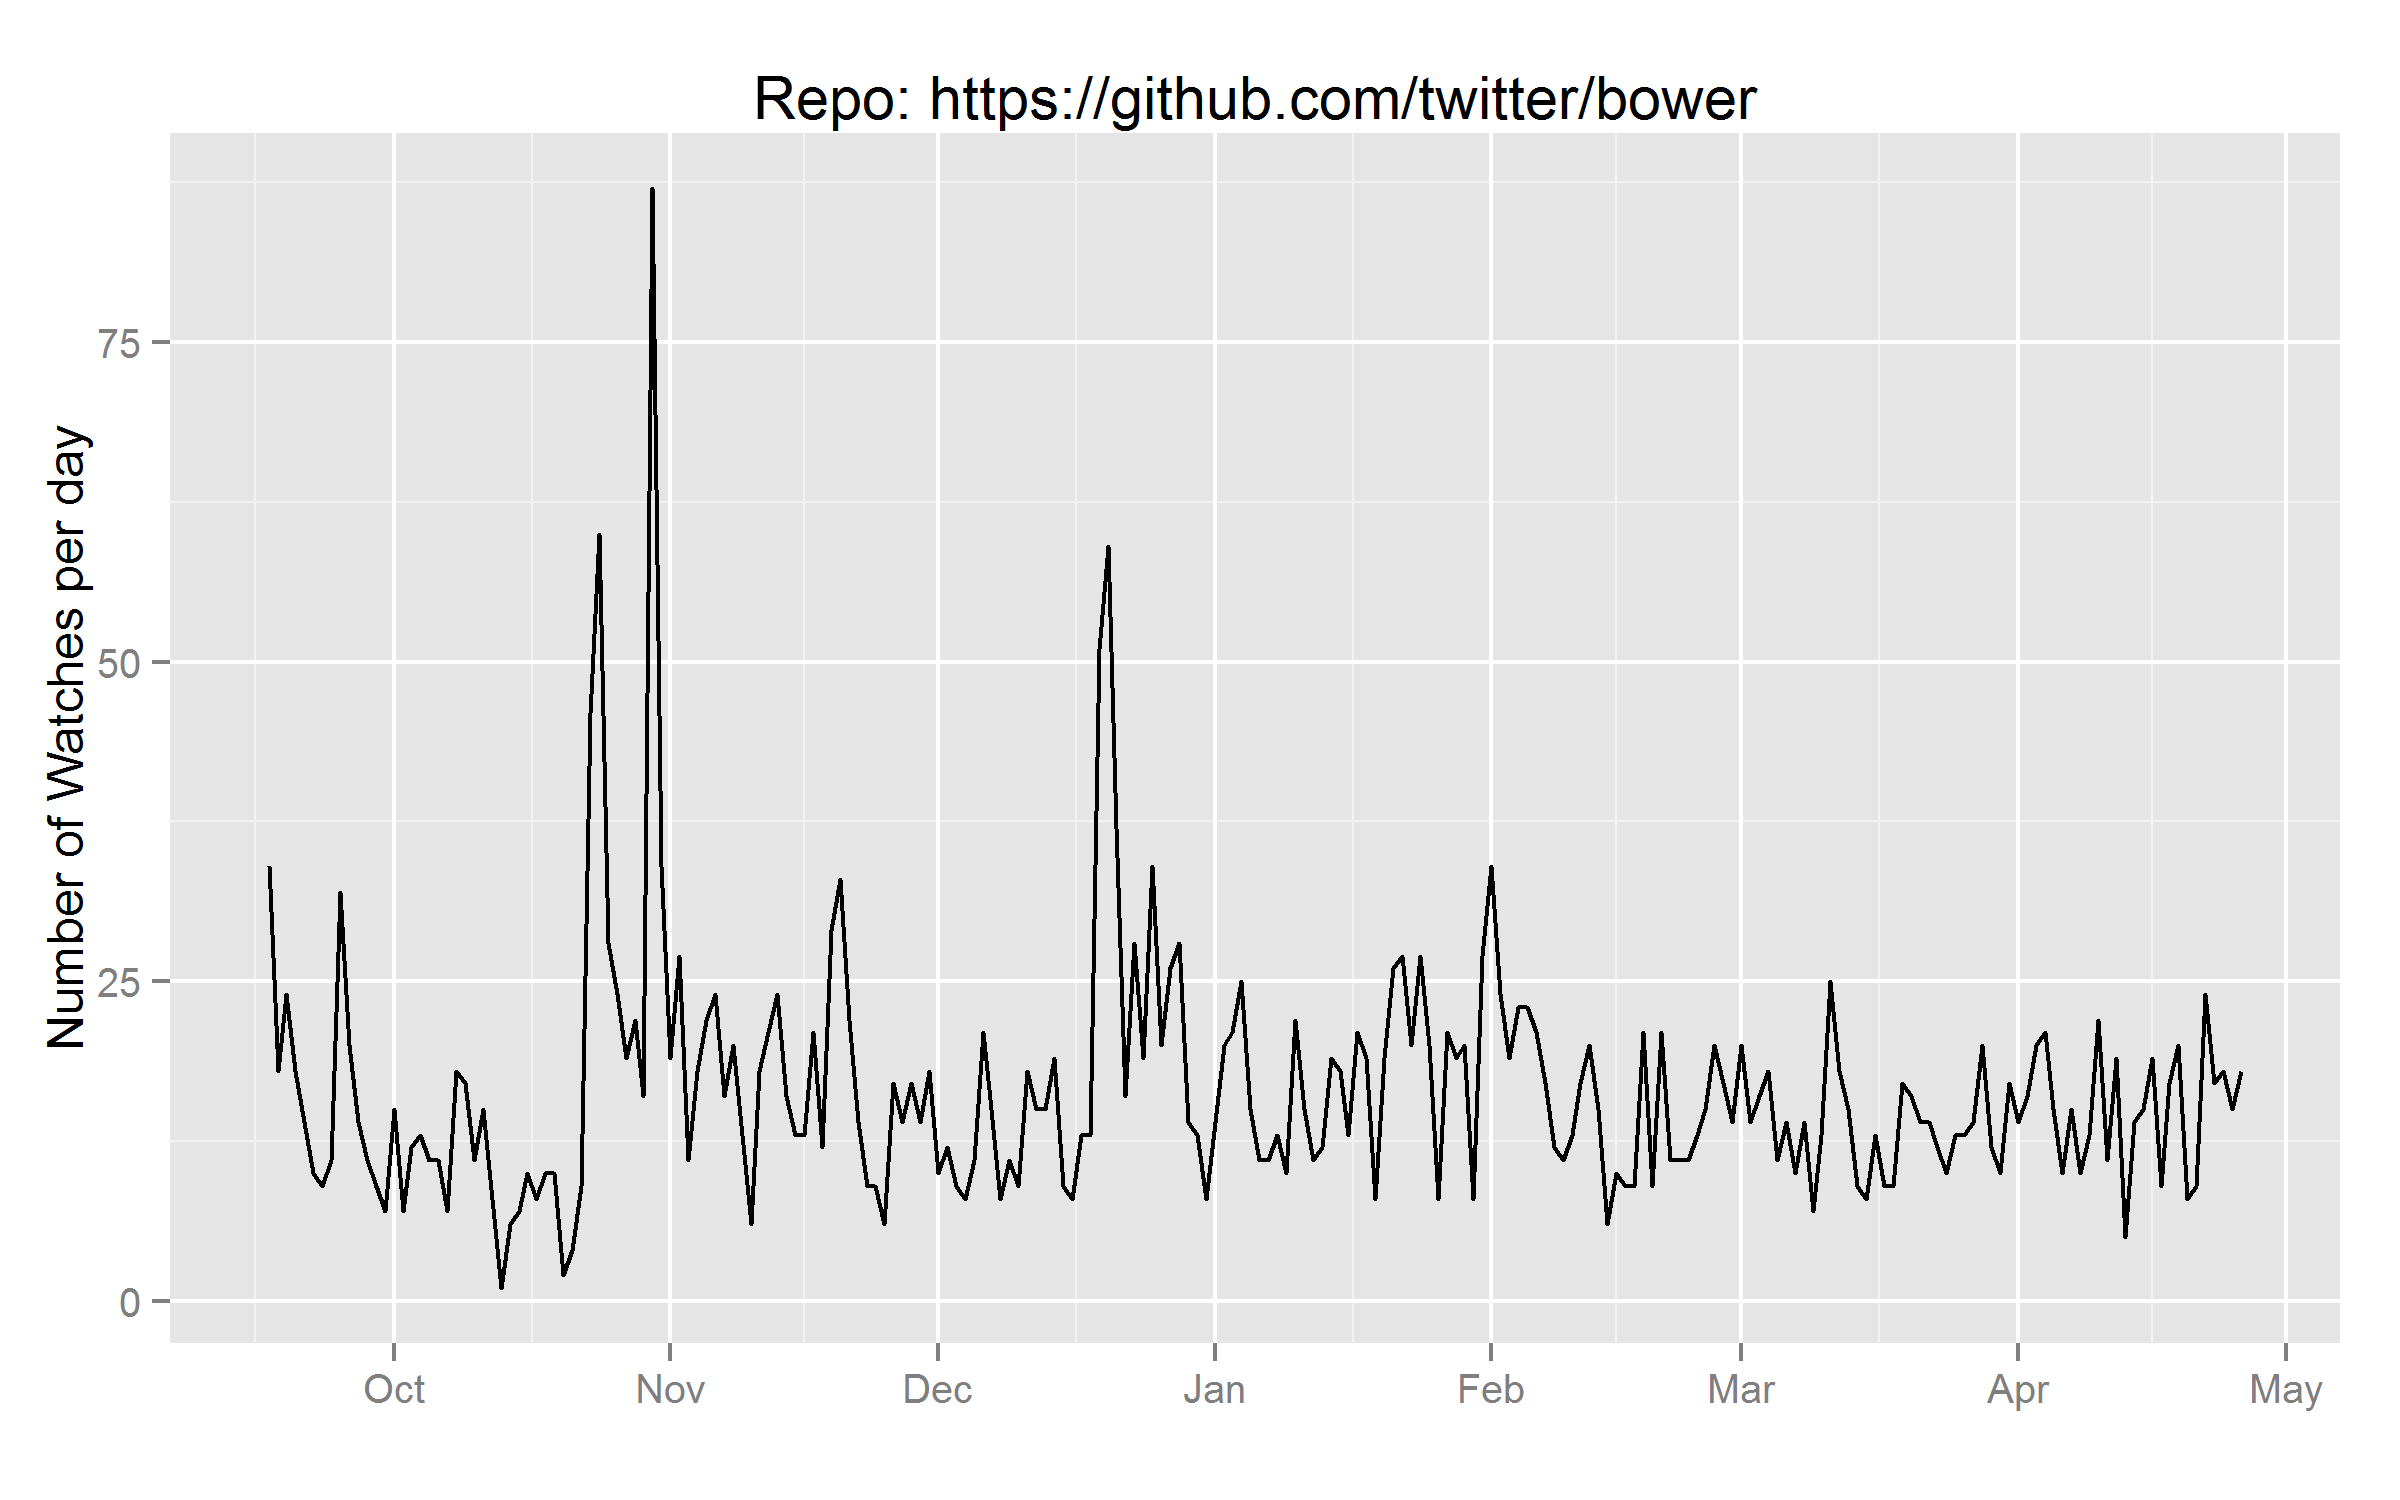 Repo: https://github.com/twitter/bower
Number of Watches per day
75
50
25
0
Oct Nov Dec Jan Feb Mar Apr May